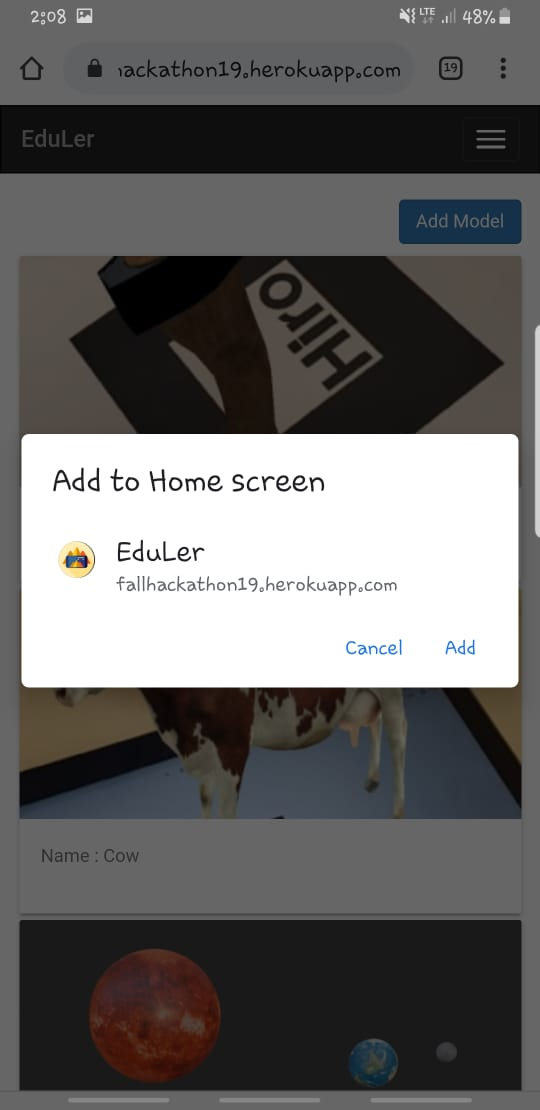 2:08 LTE 48%
hackathon19.herokuapp.com 19
EduLer
Add Model
Hiro
Add to Home screen
EduLer
fallhackathon19.herokuapp.com
Cancel Add
Name : Cow